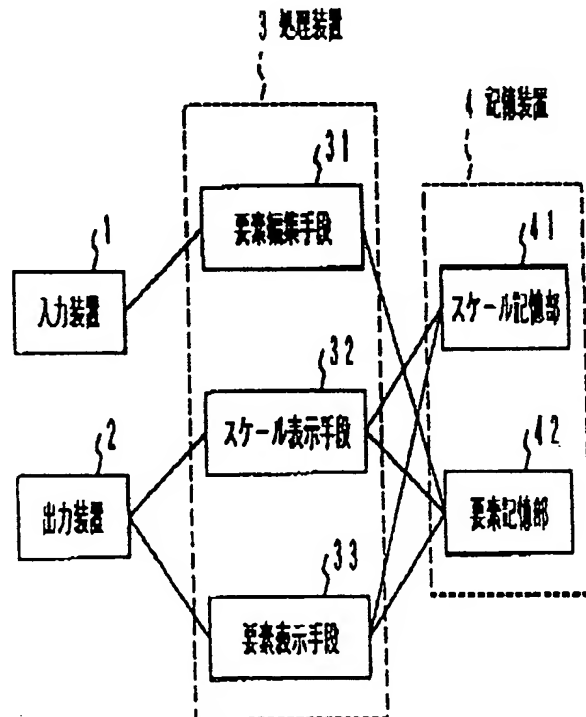 3 処理装置
4 記憶装置
31
要素編集手段
1
入力装置
41
スケール記憶部
32
スケール表示手段
2
出力装置
42
要素記憶部
33
要素表示手段